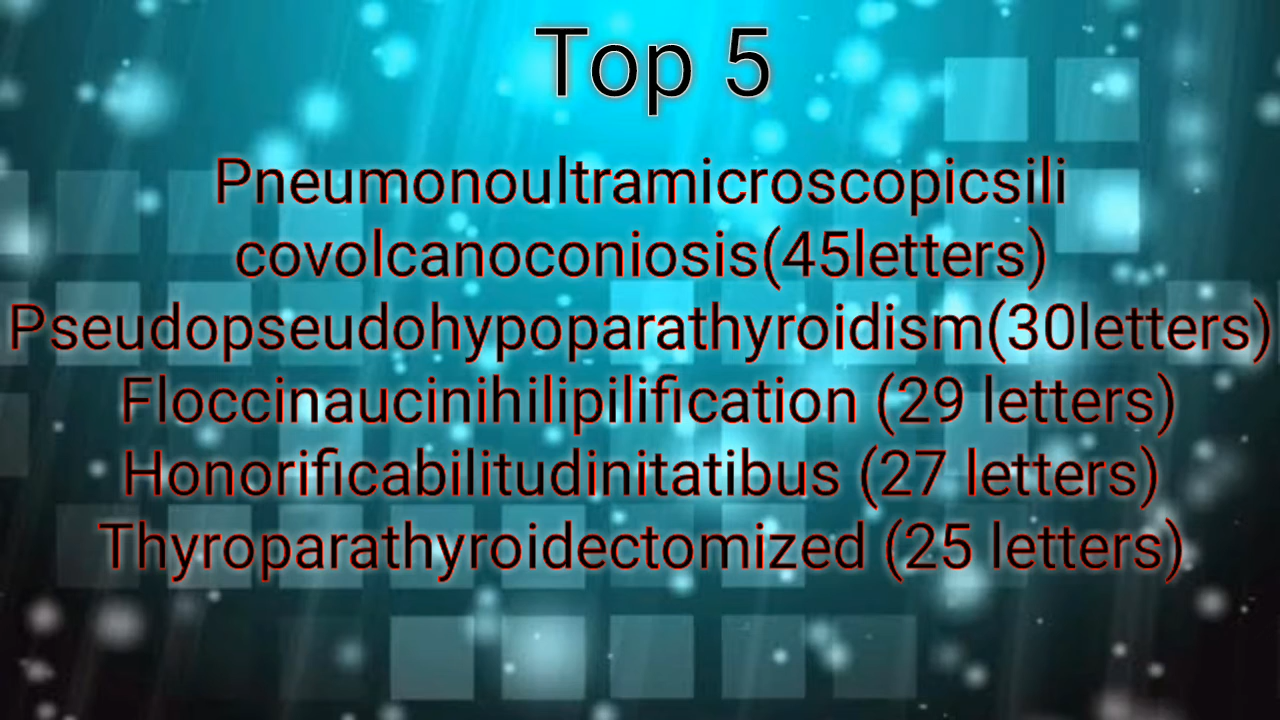 Top 5
Pneumonoultramicroscopicsili
covolcanoconiosis(45letters)
Pseudopseudohypoparathyroidism(30letters)
Floccinaucinihilipilification (29 letters)
Honorificabilitudinitatibus (27 letters)
Thyroparathyroidectomized (25 letters)